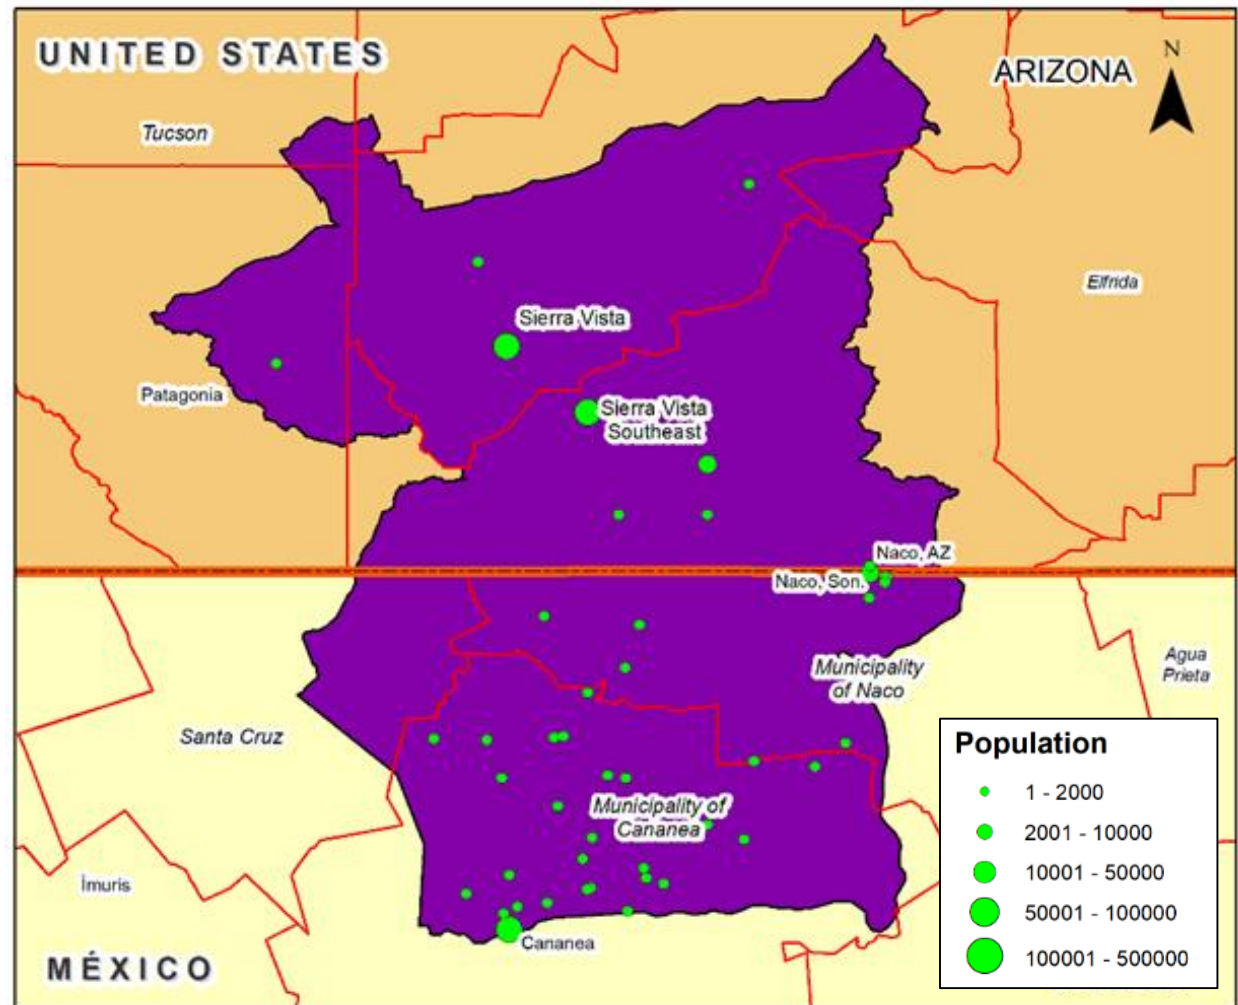 UNITED STATES
N
ARIZONA
Tucson
Elfrida
Sierra Vista
Patagonia
Sierra Vista
Southeast
Naco, AZ
Naco, Son.
Municipality
of Naco
Agua
Prieta
Santa Cruz
Municipality of
Cananea
Ímuris
Cananea
MÉXICO
Population
1 - 2000
2001 - 10000
10001 - 50000
50001 - 100000
100001 - 500000